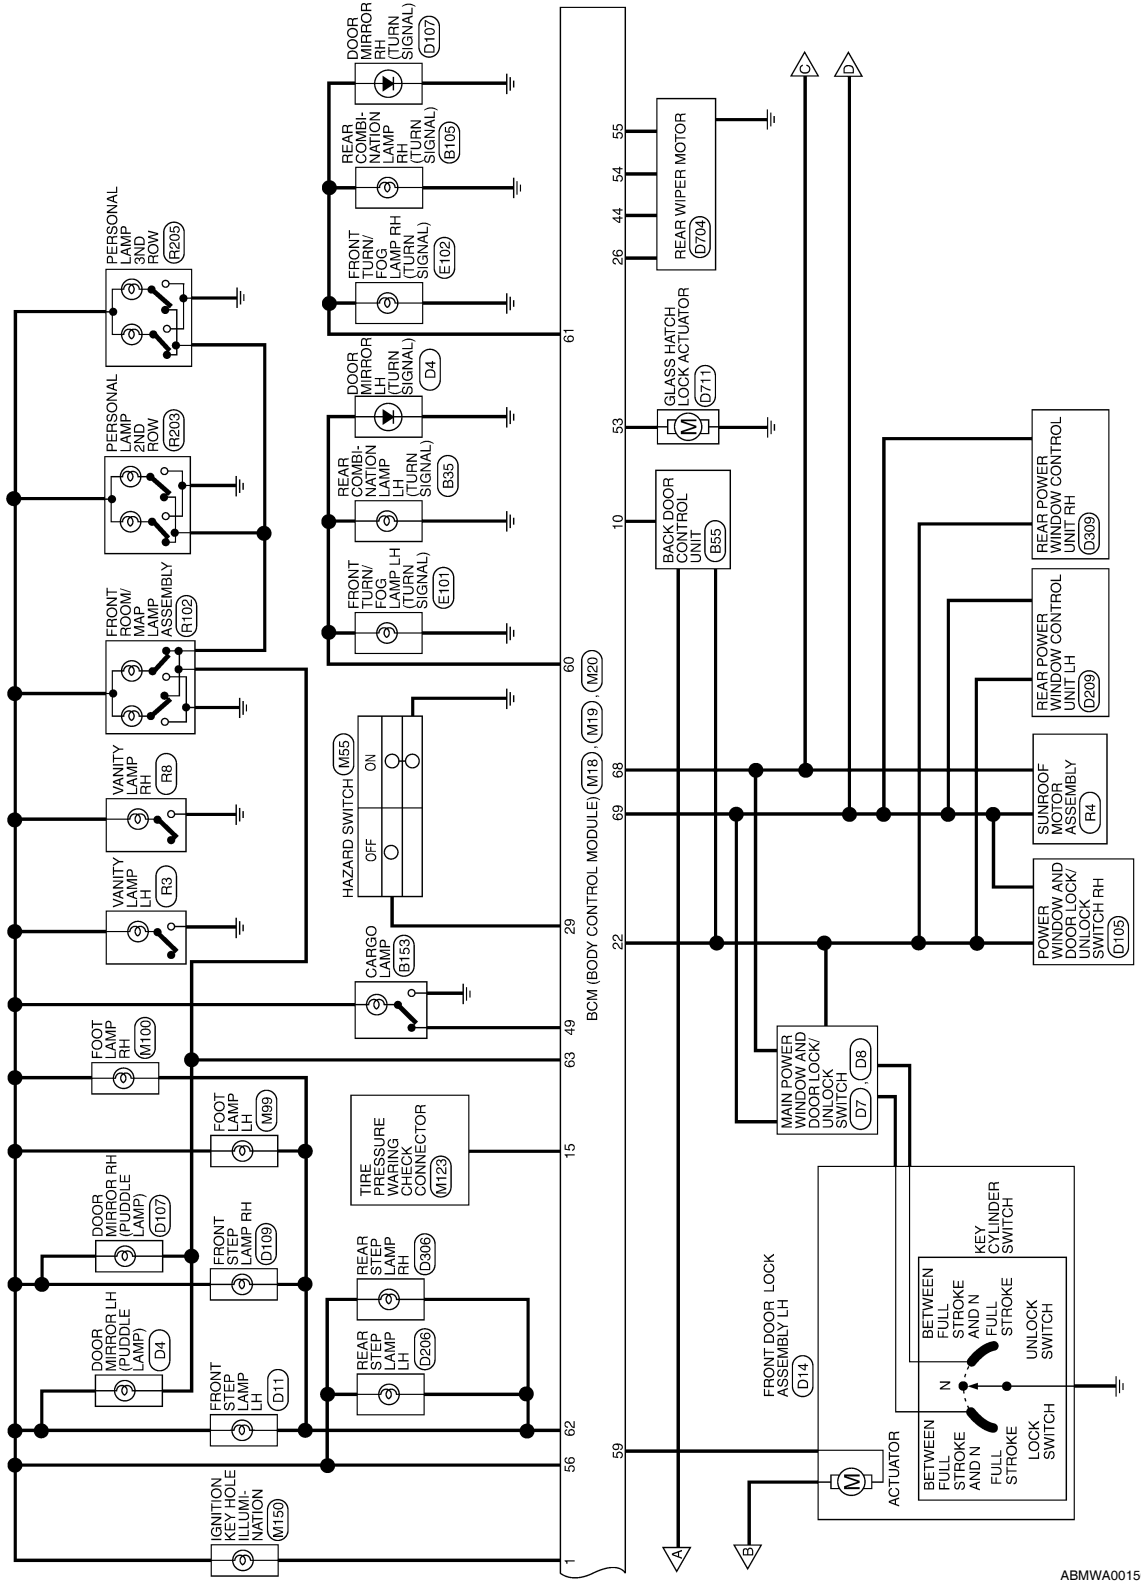 IGNITION
KEY HOLE
ILLUMI-
NATION
M150
FRONT
STEP
LAMP
LH
D11
DOOR
MIRROR LH
(PUDDLE
LAMP)
D4
FRONT
STEP
LAMP RH
D109
DOOR
MIRROR RH
(PUDDLE
LAMP)
D107
FOOT
LAMP
LH
M99
FOOT
LAMP
RH
M100
VANITY
LAMP
LH
R3
VANITY
LAMP
RH
R8
FRONT
ROOM/
MAP
LAMP
ASSEMBLY
R102
PERSONAL
LAMP
2ND
ROW
R203
PERSONAL
LAMP
3ND
ROW
R205
REAR
STEP
LAMP
LH
D206
REAR
STEP
LAMP
RH
D306
TIRE
PRESSURE
WARING
CHECK
CONNECTOR
M123
CARGO
LAMP
B153
HAZARD SWITCH
M55
OFF
ON
FRONT
TURN/
FOG
LAMP LH
(TURN
SIGNAL)
E101
REAR
COMBI-
NATION
LAMP
LH
(TURN
SIGNAL)
B35
DOOR
MIRROR
LH
(TURN
SIGNAL)
D4
FRONT
TURN/
FOG
LAMP RH
(TURN
SIGNAL)
E102
REAR
COMBI-
NATION
LAMP
RH
(TURN
SIGNAL)
B105
DOOR
MIRROR
RH
(TURN
SIGNAL)
D107
1
56
62
15
63
49
29
60
61
BCM (BODY CONTROL MODULE) M18 , M19 , M20
59
22
69
68
10
53
26
44
54
55
A
B
C
D
BACK DOOR
CONTROL
UNIT
B55
GLASS HATCH
LOCK ACTUATOR
D711
M
REAR WIPER MOTOR
D704
MAIN POWER
WINDOW AND
DOOR LOCK/
UNLOCK
SWITCH
D7 , D8
FRONT DOOR LOCK
ASSEMBLY LH
D14
M
ACTUATOR
KEY
CYLINDER
SWITCH
BETWEEN
FULL
STROKE
AND N
FULL
STROKE
LOCK
SWITCH
N
BETWEEN
FULL
STROKE
AND N
FULL
STROKE
UNLOCK
SWITCH
POWER
WINDOW AND
DOOR LOCK/
UNLOCK
SWITCH RH
D105
SUNROOF
MOTOR
ASSEMBLY
R4
REAR POWER
WINDOW CONTROL
UNIT LH
D209
REAR POWER
WINDOW CONTROL
UNIT RH
D309
ABMWA0015